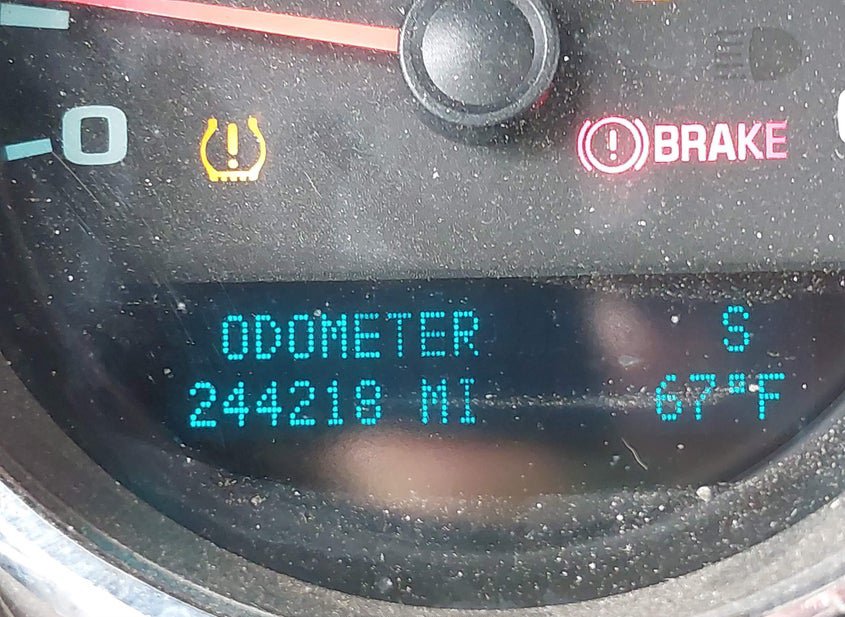 0
! (!) BRAKE
ODOMETER S
244218 MI 67°F